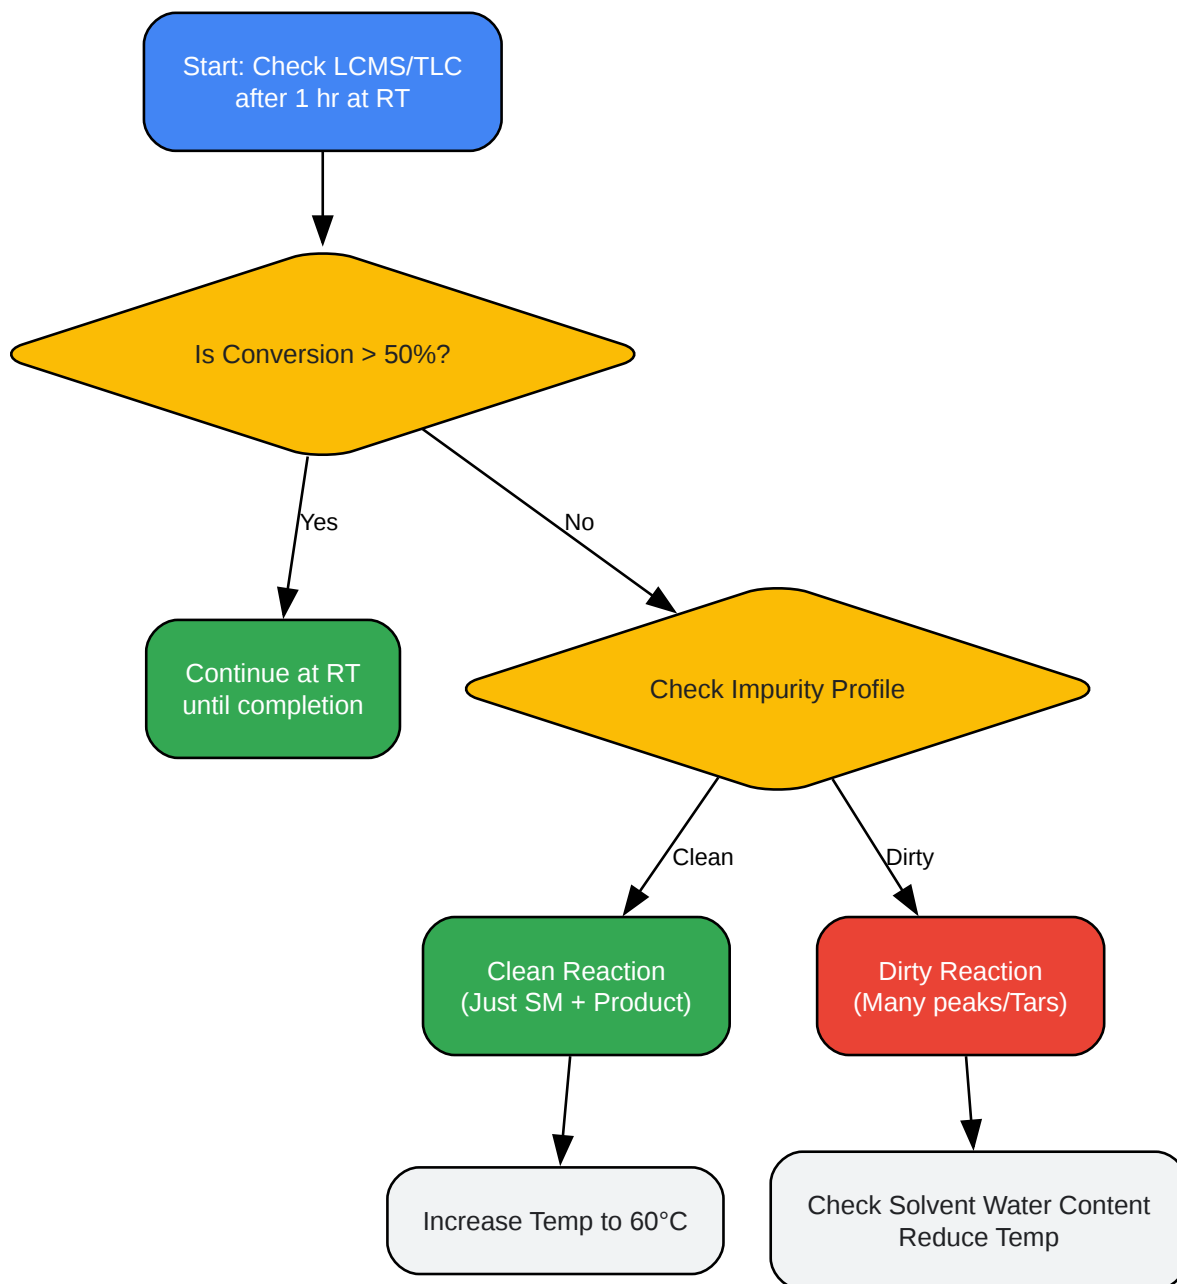 Start: Check LCMS/TLC
after 1 hr at RT
Is Conversion > 50%?
Yes
No
Continue at RT
until completion
Check Impurity Profile
Clean
Dirty
Clean Reaction
(Just SM + Product)
Dirty Reaction
(Many peaks/Tars)
Increase Temp to 60°C
Check Solvent Water Content
Reduce Temp